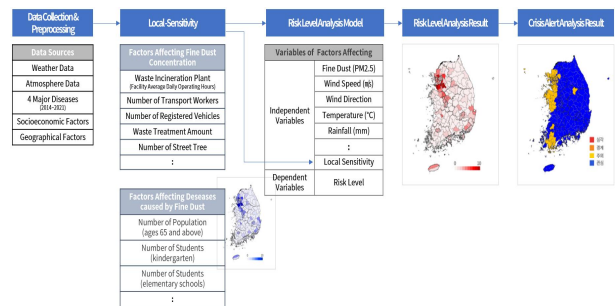 Data Collection &
Preprocessing
Local-Sensitivity
Risk Level Analysis Model
Risk Level Analysis Result
Crisis Alert Analysis Result
Data Sources
Weather Data
Atmosphere Data
4 Major Diseases
(2014~2021)
Socioeconomic Factors
Geographical Factors
Factors Affecting Fine Dust
Concentration
Waste Incineration Plant
(Facility Average Daily Operating Hours)
Number of Transport Workers
Number of Registered Vehicles
Waste Treatment Amount
Number of Street Tree
:
Factors Affecting Deseases
caused by Fine Dust
Number of Population
(ages 65 and above)
Number of Students
(kindergarten)
Number of Students
(elementary schools)
:
Variables of Factors Affecting
Independent
Variables
Fine Dust (PM2.5)
Wind Speed (㎧)
Wind Direction
Temperature (°C)
Rainfall (mm)
:
Local Sensitivity
Dependent
Variables
Risk Level